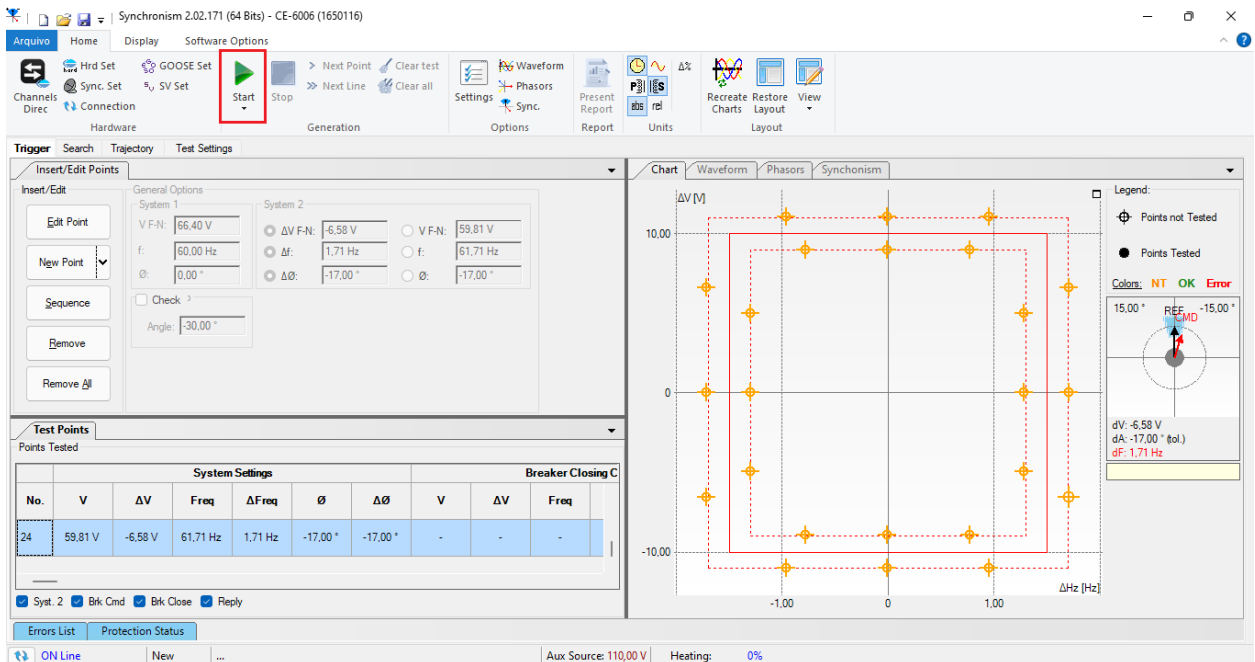 Synchronism 2.02.171 (64 Bits) - CE-6006 (1650116)
Arquivo Home Display Software Options
Channels Direc
Hrd Set
Sync. Set
Connection
GOOSE Set
SV Set
Hardware
Start
Stop
> Next Point
>> Next Line
Clear test
Clear all
Generation
Settings
Waveform
Phasors
Sync.
Options
Present Report
Report
Δ%
abs rel
Units
Recreate Charts
Restore Layout
View
Layout
Trigger Search Trajectory Test Settings
Insert/Edit Points
Insert/Edit
Edit Point
New Point
Sequence
Remove
Remove All
General Options
System 1
V F-N: 66,40 V
f: 60,00 Hz
Ø: 0,00 °
System 2
ΔV F-N: -6,58 V
V F-N: 59,81 V
Δf: 1,71 Hz
f: 61,71 Hz
ΔØ: -17,00 °
Ø: -17,00 °
Check
Angle: -30,00 °
Test Points
Points Tested
System Settings
Breaker Closing C
No. V ΔV Freq ΔFreq Ø ΔØ V ΔV Freq
24 59,81 V -6,58 V 61,71 Hz 1,71 Hz -17,00 ° -17,00 ° - - -
Syst. 2 Brk Cmd Brk Close Reply
Chart Waveform Phasors Synchonism
ΔV [V]
10,00
0
-10,00
-1,00 0 1,00
ΔHz [Hz]
Legend:
Points not Tested
Points Tested
Colors: NT OK Error
15,00 ° REF -15,00 °
CMD
dV: -6,58 V
dA: -17,00 ° (tol.)
dF: 1,71 Hz
Errors List Protection Status
ON Line New ... Aux Source: 110,00 V Heating: 0%